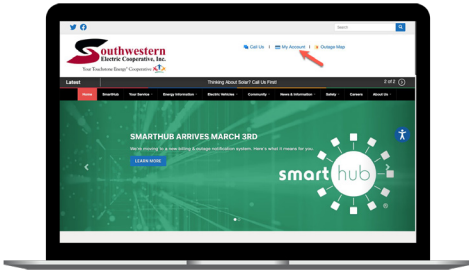 Search
Southwestern
Electric Cooperative, Inc.
Your Touchstone Energy® Cooperative
Call Us | My Account | Outage Map
Latest
Thinking About Solar? Call Us First!
2 of 2
Home
SmartHub
Your Service
Energy Information
Electric Vehicles
Community
News & Information
Safety
Careers
About Us
SMARTHUB ARRIVES MARCH 3RD
We're moving to a new billing & outage notification system. Here's what it means for you.
LEARN MORE
smart hub
®